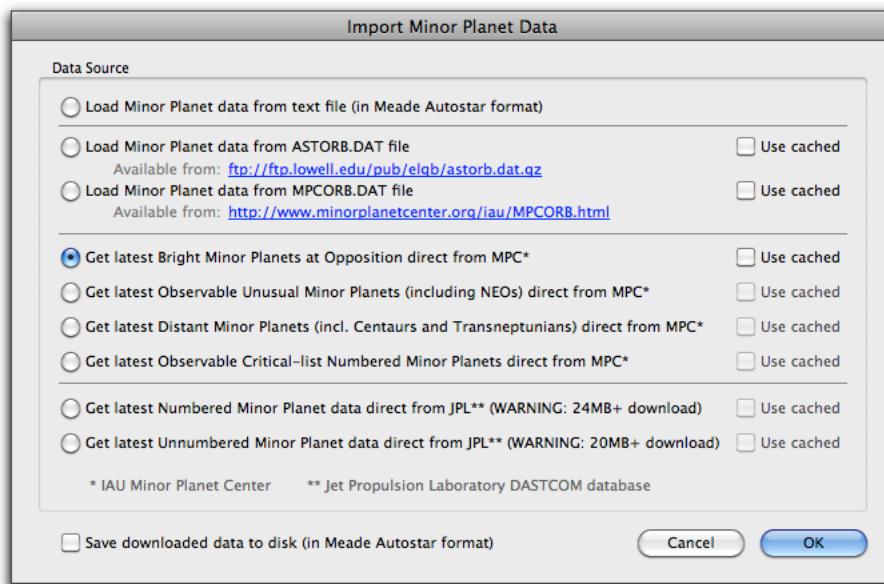 Import Minor Planet Data
Data Source
Load Minor Planet data from text file (in Meade Autostar format)
Load Minor Planet data from ASTORB.DAT file Use cached
Available from: ftp://ftp.lowell.edu/pub/elgb/astorb.dat.gz
Load Minor Planet data from MPCORB.DAT file Use cached
Available from: http://www.minorplanetcenter.org/iau/MPCORB.html
Get latest Bright Minor Planets at Opposition direct from MPC* Use cached
Get latest Observable Unusual Minor Planets (including NEOs) direct from MPC* Use cached
Get latest Distant Minor Planets (incl. Centaurs and Transneptunians) direct from MPC* Use cached
Get latest Observable Critical-list Numbered Minor Planets direct from MPC* Use cached
Get latest Numbered Minor Planet data direct from JPL** (WARNING: 24MB+ download) Use cached
Get latest Unnumbered Minor Planet data direct from JPL** (WARNING: 20MB+ download) Use cached
* IAU Minor Planet Center ** Jet Propulsion Laboratory DASTCOM database
Save downloaded data to disk (in Meade Autostar format) Cancel OK